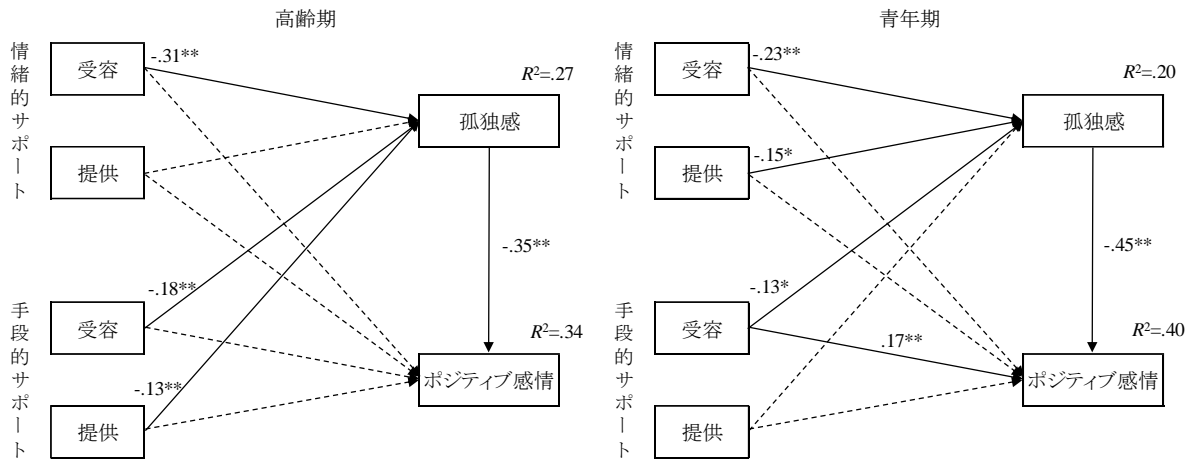 高齢期
情緒的サポート
受容
-.31**
R²=.27
孤独感
提供
-.35**
手段的サポート
-.18**
受容
R²=.34
-.13**
ポジティブ感情
提供
青年期
情緒的サポート
受容
-.23**
R²=.20
孤独感
-.15*
提供
-.45**
手段的サポート
-.13*
受容
.17**
R²=.40
ポジティブ感情
提供